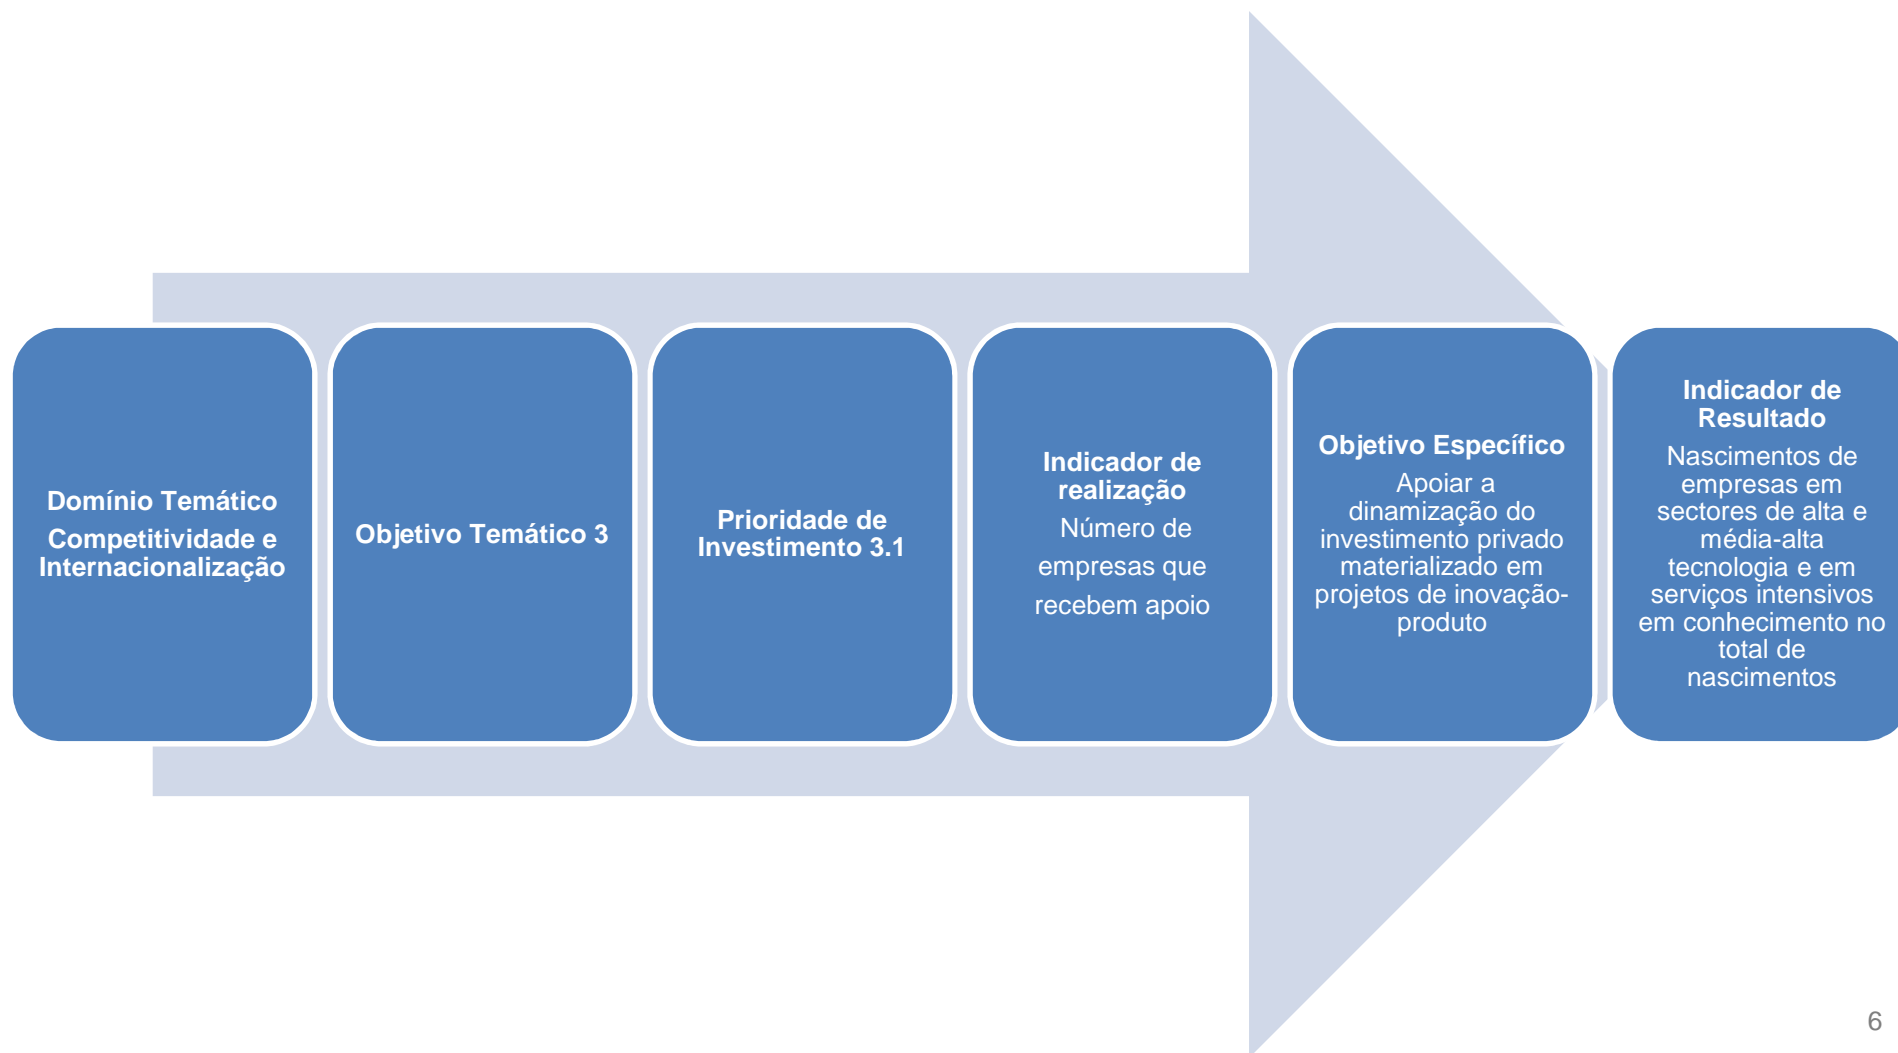 Domínio Temático
Competitividade e
Internacionalização
Objetivo Temático 3
Prioridade de
Investimento 3.1
Indicador de
realização
Número de
empresas que
recebem apoio
Objetivo Específico
Apoiar a
dinamização do
investimento privado
materializado em
projetos de inovação-
produto
Indicador de
Resultado
Nascimentos de
empresas em
sectores de alta e
média-alta
tecnologia e em
serviços intensivos
em conhecimento no
total de
nascimentos
6